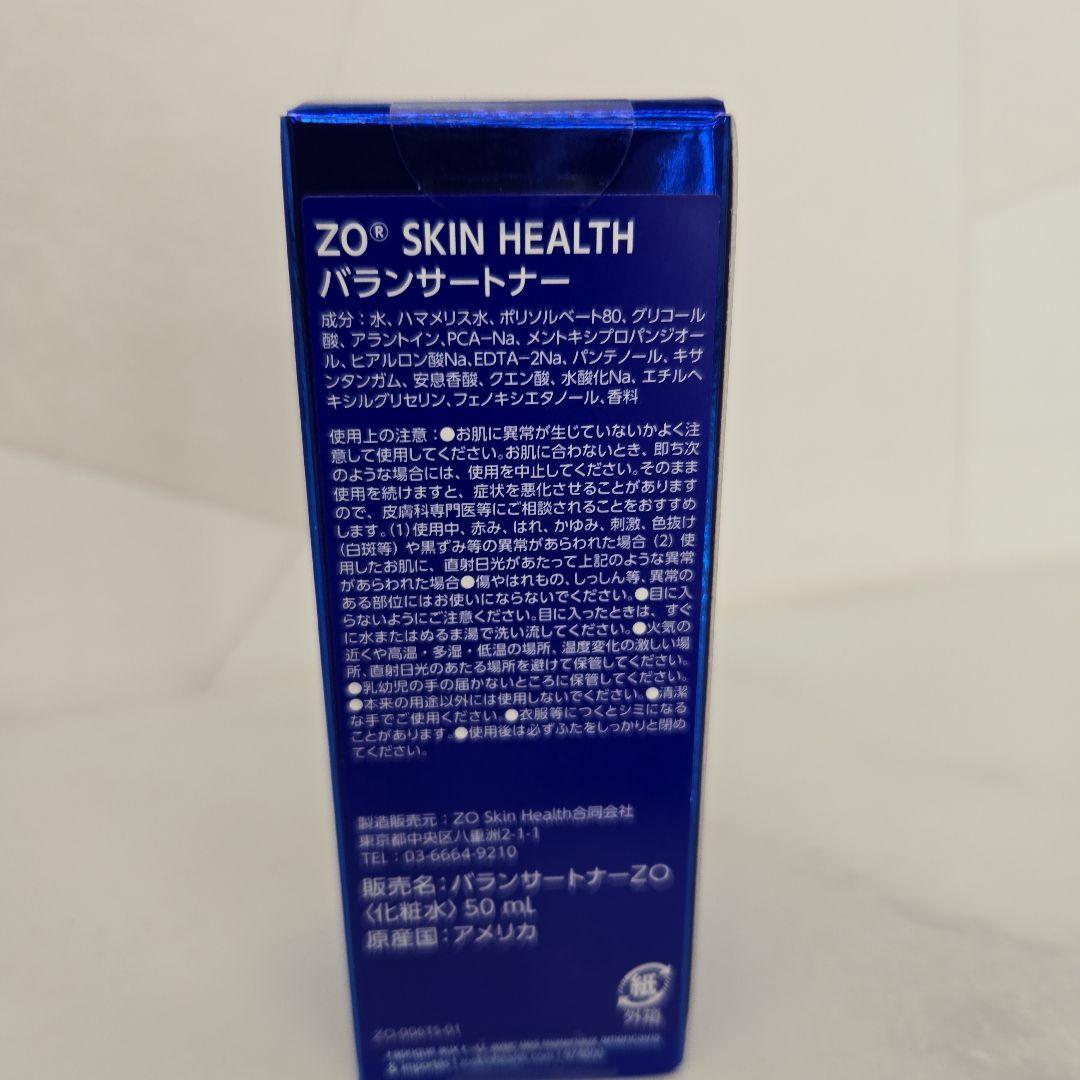 ZO® SKIN HEALTH
バランサートナー
成分：水、ハマメリス水、ポリソルベート80、グリコール
酸、アラントイン、PCA-Na、メントキシプロパンジオー
ル、ヒアルロン酸Na、EDTA-2Na、パンテノール、キサ
ンタンガム、安息香酸、クエン酸、水酸化Na、エチルヘ
キシルグリセリン、フェノキシエタノール、香料
使用上の注意：●お肌に異常が生じていないかよく注
意して使用してください。お肌に合わないとき、即ち次
のような場合には、使用を中止してください。そのまま
使用を続けますと、症状を悪化させることがあります
ので、皮膚科専門医等にご相談されることをおすすめ
します。(1)使用中、赤み、はれ、かゆみ、刺激、色抜け
（白斑等）や黒ずみ等の異常があらわれた場合（2）使
用したお肌に、直射日光があたって上記のような異常
があらわれた場合●傷やはれもの、しっしん等、異常の
ある部位にはお使いにならないでください。●目に入
らないようにご注意ください。目に入ったときは、すぐ
に水またはぬるま湯で洗い流してください。●火気の
近くや高温・多湿・低温の場所、温度変化の激しい場
所、直射日光のあたる場所を避けて保管してください。
●乳幼児の手の届かないところに保管してください。
●本来の用途以外には使用しないでください。●清潔
な手でご使用ください。●衣服等につくとシミになる
ことがあります。●使用後は必ずふたをしっかりと閉め
てください。
製造販売元：ZO Skin Health合同会社
東京都中央区八重洲2-1-1
TEL：03-6664-9210
販売名：バランサートナーZO
〈化粧水〉50 mL
原産国：アメリカ
紙
外箱
ZO-00635-01